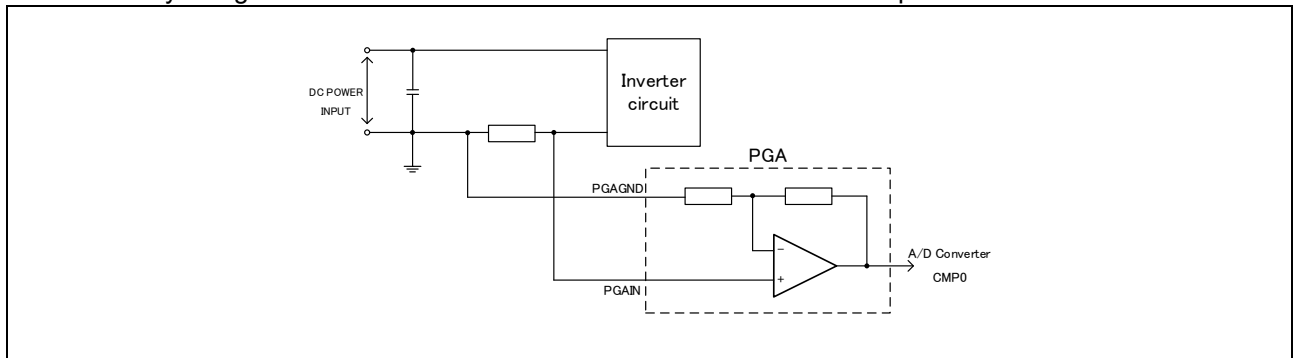 Inverter
circuit
DC POWER
INPUT
PGA
PGAGND
−
+
A/D Converter
CMP0
PGAIN